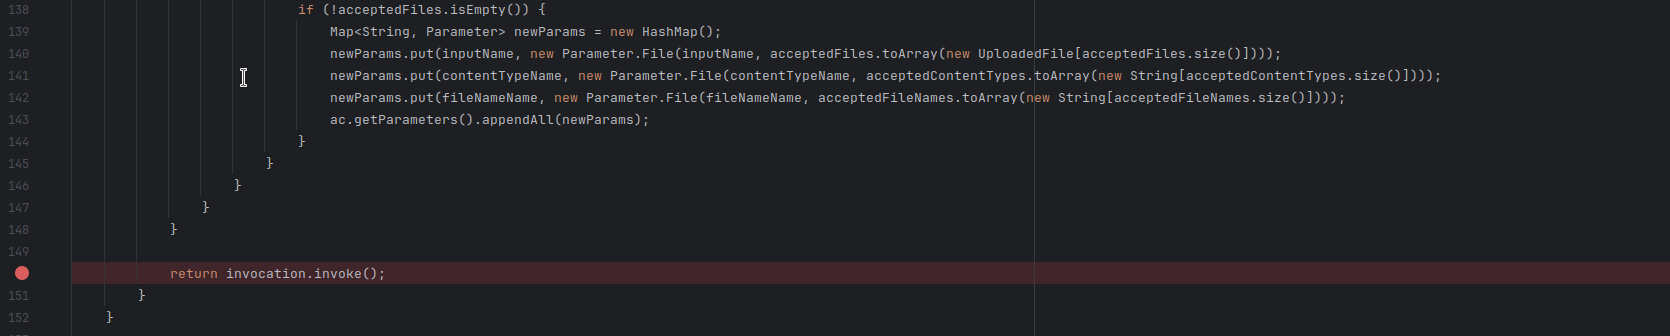 138 if (!acceptedFiles.isEmpty()) {
139 Map<String, Parameter> newParams = new HashMap();
140 newParams.put(inputName, new Parameter.File(inputName, acceptedFiles.toArray(new UploadedFile[acceptedFiles.size()])));
141 newParams.put(contentTypeName, new Parameter.File(contentTypeName, acceptedContentTypes.toArray(new String[acceptedContentTypes.size()])));
142 newParams.put(fileNameName, new Parameter.File(fileNameName, acceptedFileNames.toArray(new String[acceptedFileNames.size()])));
143 ac.getParameters().appendAll(newParams);
144 }
145 }
146 }
147 }
148 }
149
return invocation.invoke();
151 }
152 }